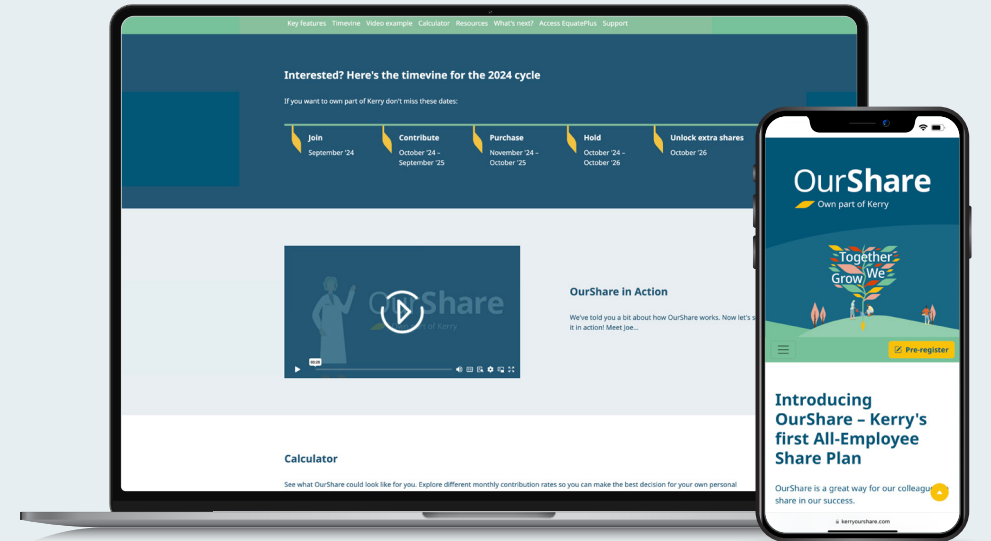 Key features Timevine Video example Calculator Resources What's next? Access EquatePlus Support
Interested? Here's the timevine for the 2024 cycle
If you want to own part of Kerry don't miss these dates:
Join
September '24
Contribute
October '24 –
September '25
Purchase
November '24 –
October '25
Hold
October '24 –
October '26
Unlock extra shares
October '26
OurShare
Own part of Kerry
00:26
OurShare in Action
We've told you a bit about how OurShare works. Now let's s
it in action! Meet Joe...
Calculator
See what OurShare could look like for you. Explore different monthly contribution rates so you can make the best decision for your own personal
OurShare
Own part of Kerry
Together
We
Grow
Pre-register
Introducing
OurShare – Kerry's
first All-Employee
Share Plan
OurShare is a great way for our colleagu
share in our success.
kerryourshare.com